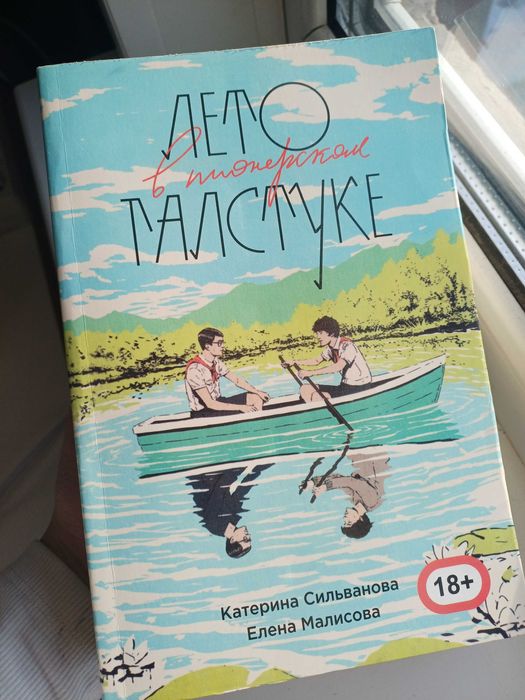 ЛЕТО
в пионерском
ГАЛСТУКЕ
Катерина Сильванова
Елена Малисова
18+